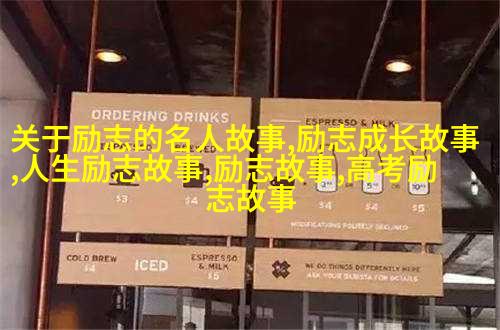 ORDERING DRINKS
ESPRESSO & MILK
关于励志的名人故事,励志成长故事
,人生励志故事,励志故事,高考励
志故事
$3
$4
$4
$4
$5
MODIFICATIONS POLITELY DECLINED
COLD BREW
$4
ICED
ESPRESSO
& MILK
$5
WE DO THINGS DIFFERENTLY HERE
ASK YOUR BARISTA FOR DETAILS